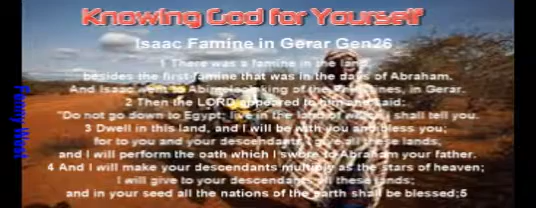 Knowing God for Yourself
Isaac Famine in Gerar Gen26
1 There was a famine in the land,
besides the first famine that was in the days of Abraham.
And Isaac went to Abimelech king of the Philistines, in Gerar.
2 Then the LORD appeared to him and said:
"Do not go down to Egypt; live in the land of which I shall tell you.
3 Dwell in this land, and I will be with you and bless you;
for to you and your descendants I give all these lands,
and I will perform the oath which I swore to Abraham your father.
4 And I will make your descendants multiply as the stars of heaven;
I will give to your descendants all these lands;
and in your seed all the nations of the earth shall be blessed;5
West